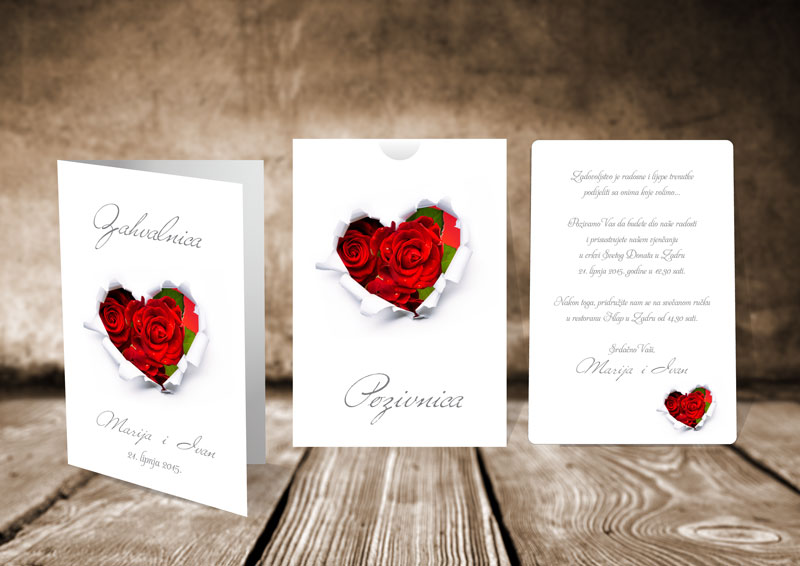 Zahvalnica
Marija i Ivan
21. lipnja 2015.
Pozivnica
Zadovoljstvo je radosne i lijepe trenutke
podijeliti sa onima koje volimo...
Pozivamo Vas da budete dio naše radosti
i prisustvujete našem vjenčanju
u crkvi Svetog Donata u Zadru
21. lipnja 2015. godine u 12,30 sati.
Nakon toga, pridružite nam se na svečanom ručku
u restoranu Hlap u Zadru od 14,30 sati.
Srdačno Vaši,
Marija i Ivan